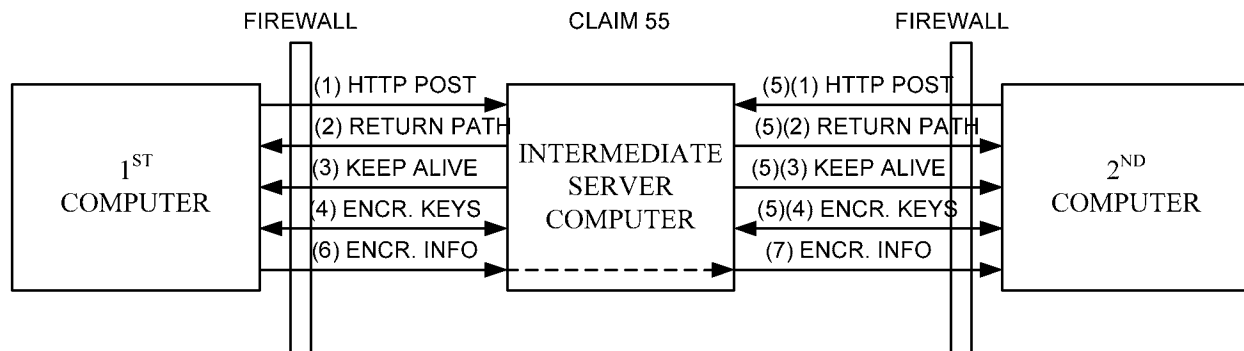 FIREWALL
CLAIM 55
FIREWALL
(1) HTTP POST
(5)(1) HTTP POST
(2) RETURN PATH
(5)(2) RETURN PATH
1ST
COMPUTER
INTERMEDIATE
SERVER
COMPUTER
2ND
COMPUTER
(3) KEEP ALIVE
(5)(3) KEEP ALIVE
(4) ENCR. KEYS
(5)(4) ENCR. KEYS
(6) ENCR. INFO
(7) ENCR. INFO